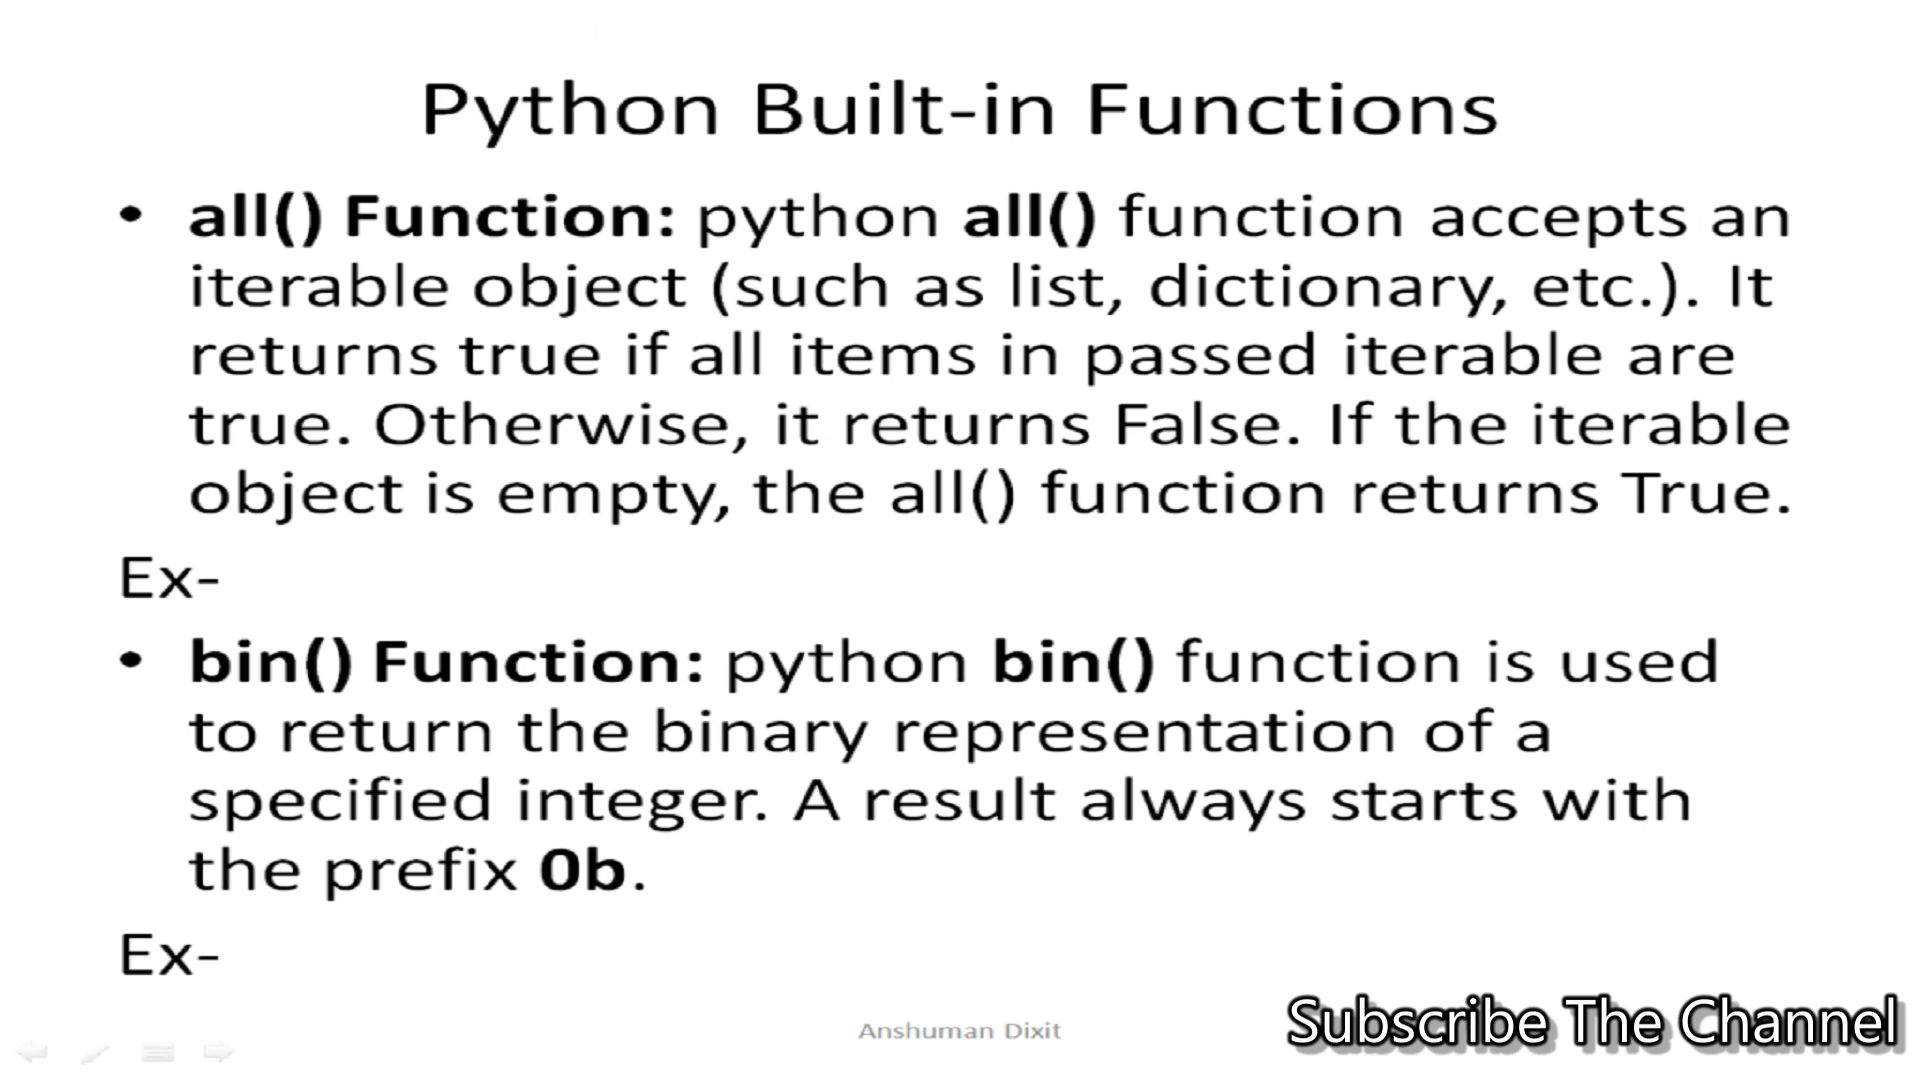 Python Built-in Functions
• all() Function: python all() function accepts an
iterable object (such as list, dictionary, etc.). It
returns true if all items in passed iterable are
true. Otherwise, it returns False. If the iterable
object is empty, the all() function returns True.
Ex-
• bin() Function: python bin() function is used
to return the binary representation of a
specified integer. A result always starts with
the prefix 0b.
Ex-
Anshuman Dixit
Subscribe The Channel